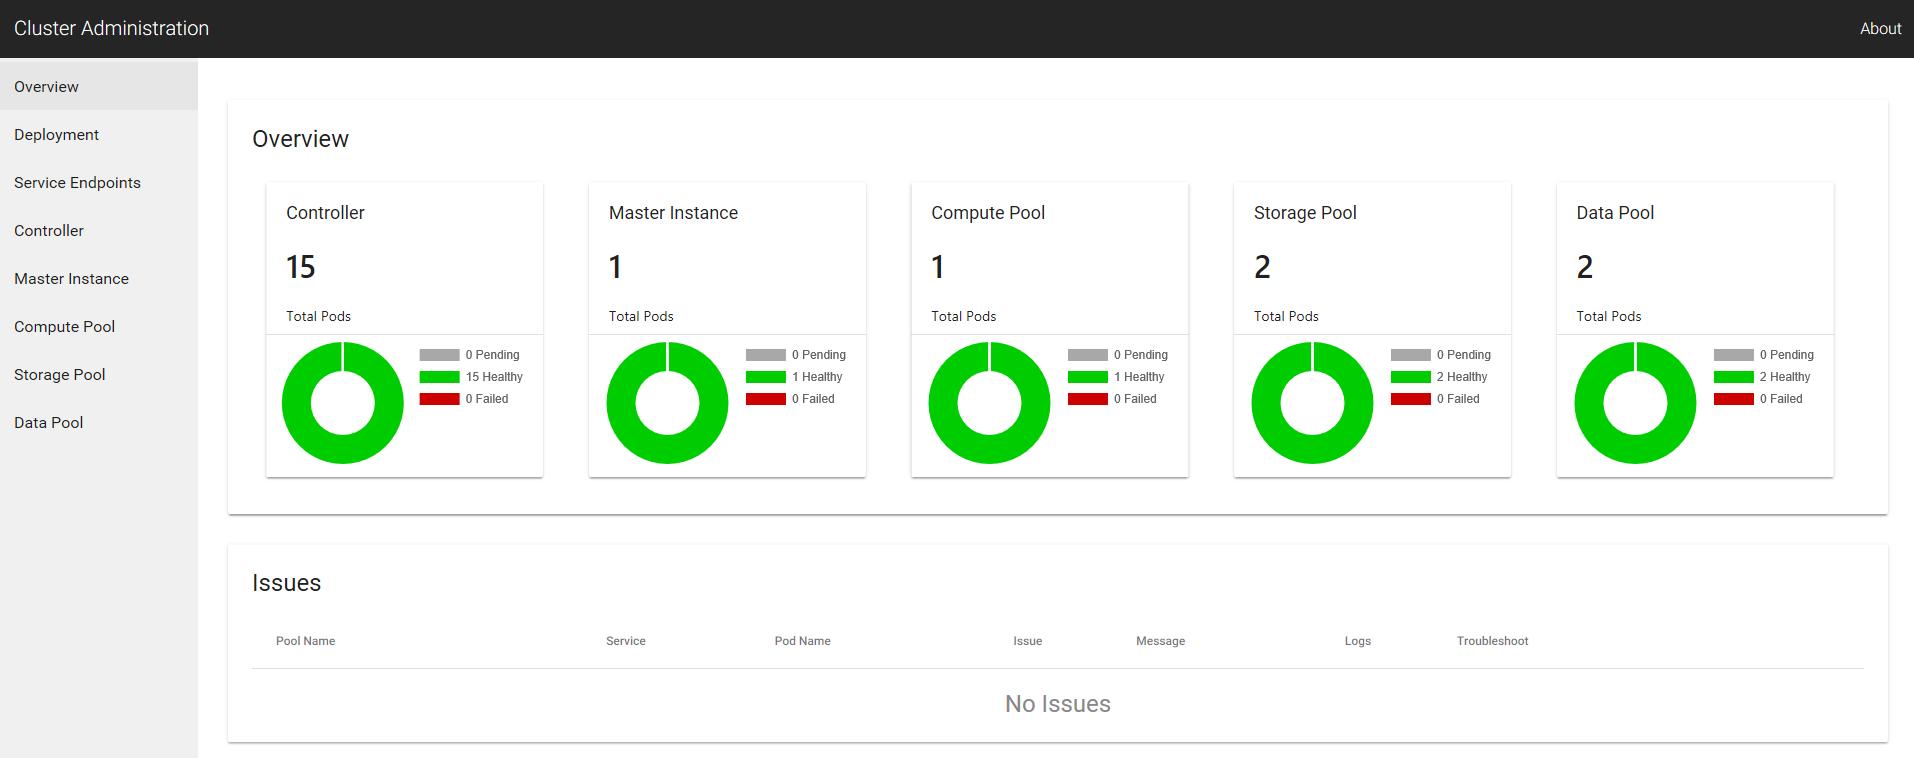 Cluster Administration
About
Overview
Deployment
Service Endpoints
Controller
Master Instance
Compute Pool
Storage Pool
Data Pool
Overview
Controller
15
Total Pods
0 Pending
15 Healthy
0 Failed
Master Instance
1
Total Pods
0 Pending
1 Healthy
0 Failed
Compute Pool
1
Total Pods
0 Pending
1 Healthy
0 Failed
Storage Pool
2
Total Pods
0 Pending
2 Healthy
0 Failed
Data Pool
2
Total Pods
0 Pending
2 Healthy
0 Failed
Issues
Pool Name Service Pod Name Issue Message Logs Troubleshoot
No Issues